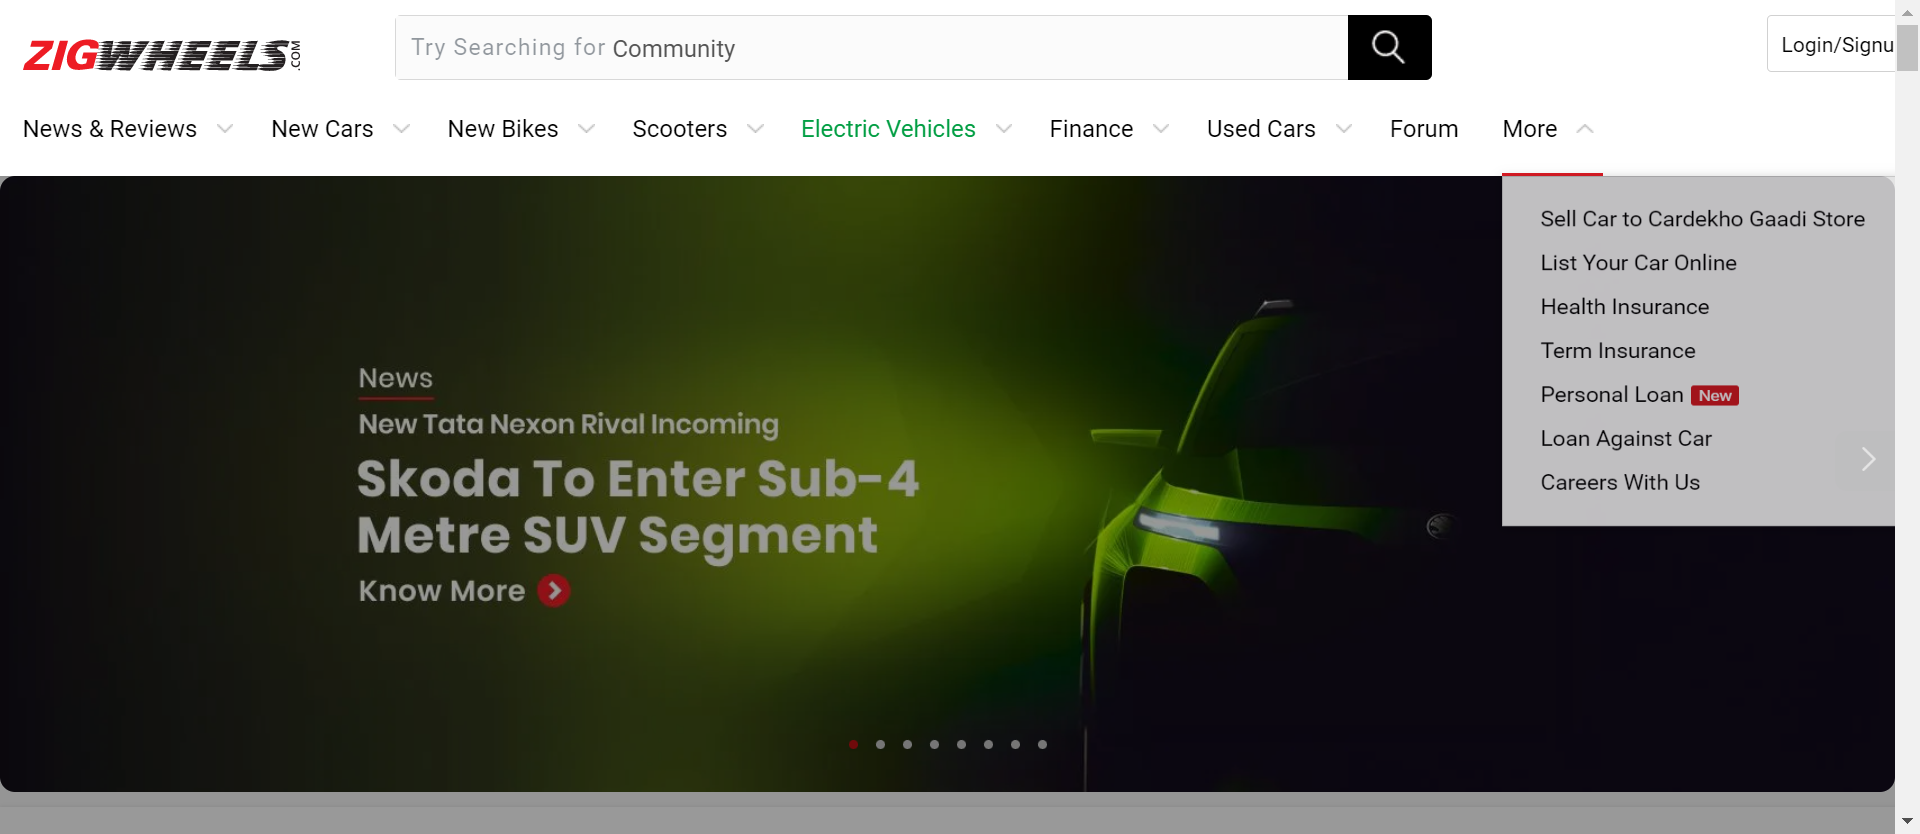 ZIGWHEELS.COM
Try Searching for Community
Login/Signu
News & Reviews
New Cars
New Bikes
Scooters
Electric Vehicles
Finance
Used Cars
Forum
More
Sell Car to Cardekho Gaadi Store
List Your Car Online
Health Insurance
Term Insurance
Personal Loan New
Loan Against Car
Careers With Us
News
New Tata Nexon Rival Incoming
Skoda To Enter Sub-4
Metre SUV Segment
Know More